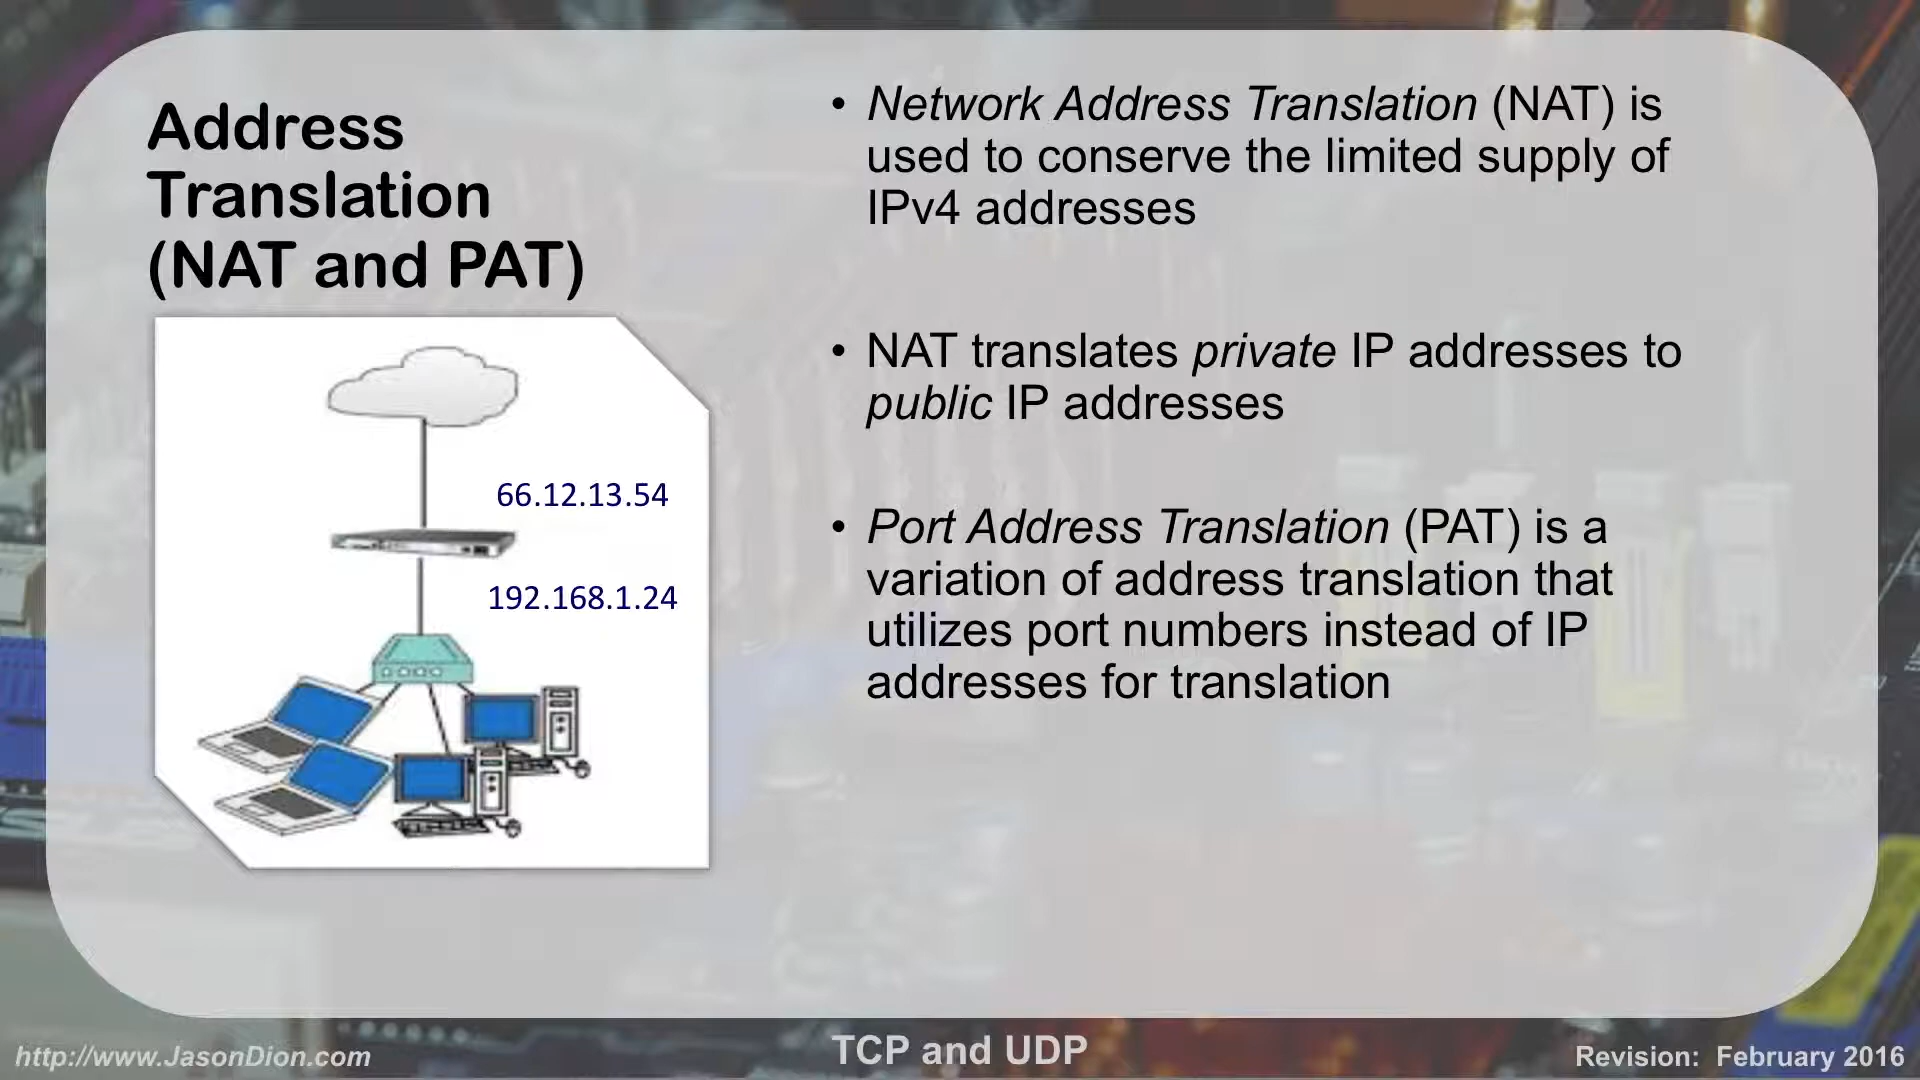 Address
Translation
(NAT and PAT)
66.12.13.54
192.168.1.24
• Network Address Translation (NAT) is
used to conserve the limited supply of
IPv4 addresses
• NAT translates private IP addresses to
public IP addresses
• Port Address Translation (PAT) is a
variation of address translation that
utilizes port numbers instead of IP
addresses for translation
http://www.JasonDion.com
TCP and UDP
Revision: February 2016